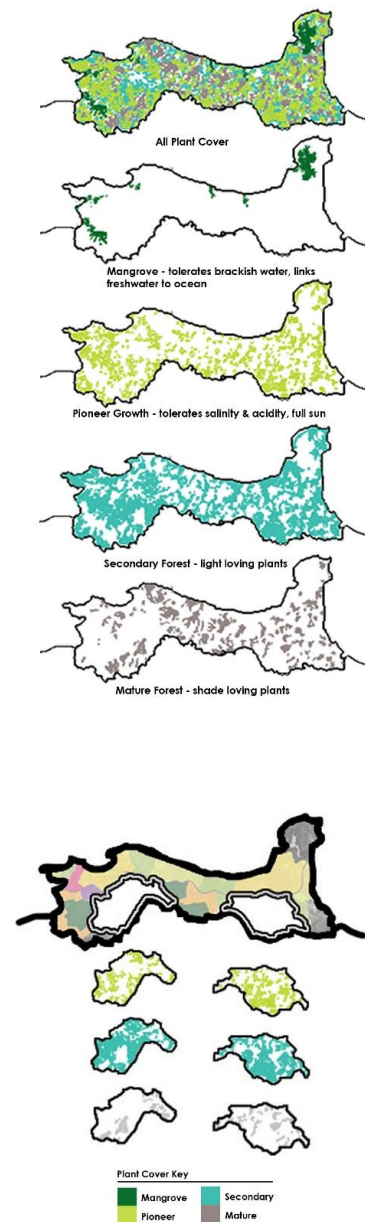 All Plant Cover
Mangrove - tolerates brackish water, links
freshwater to ocean
Pioneer Growth - tolerates salinity & acidity, full sun
Secondary Forest - light loving plants
Mature Forest - shade loving plants
Plant Cover Key
Mangrove
Secondary
Pioneer
Mature